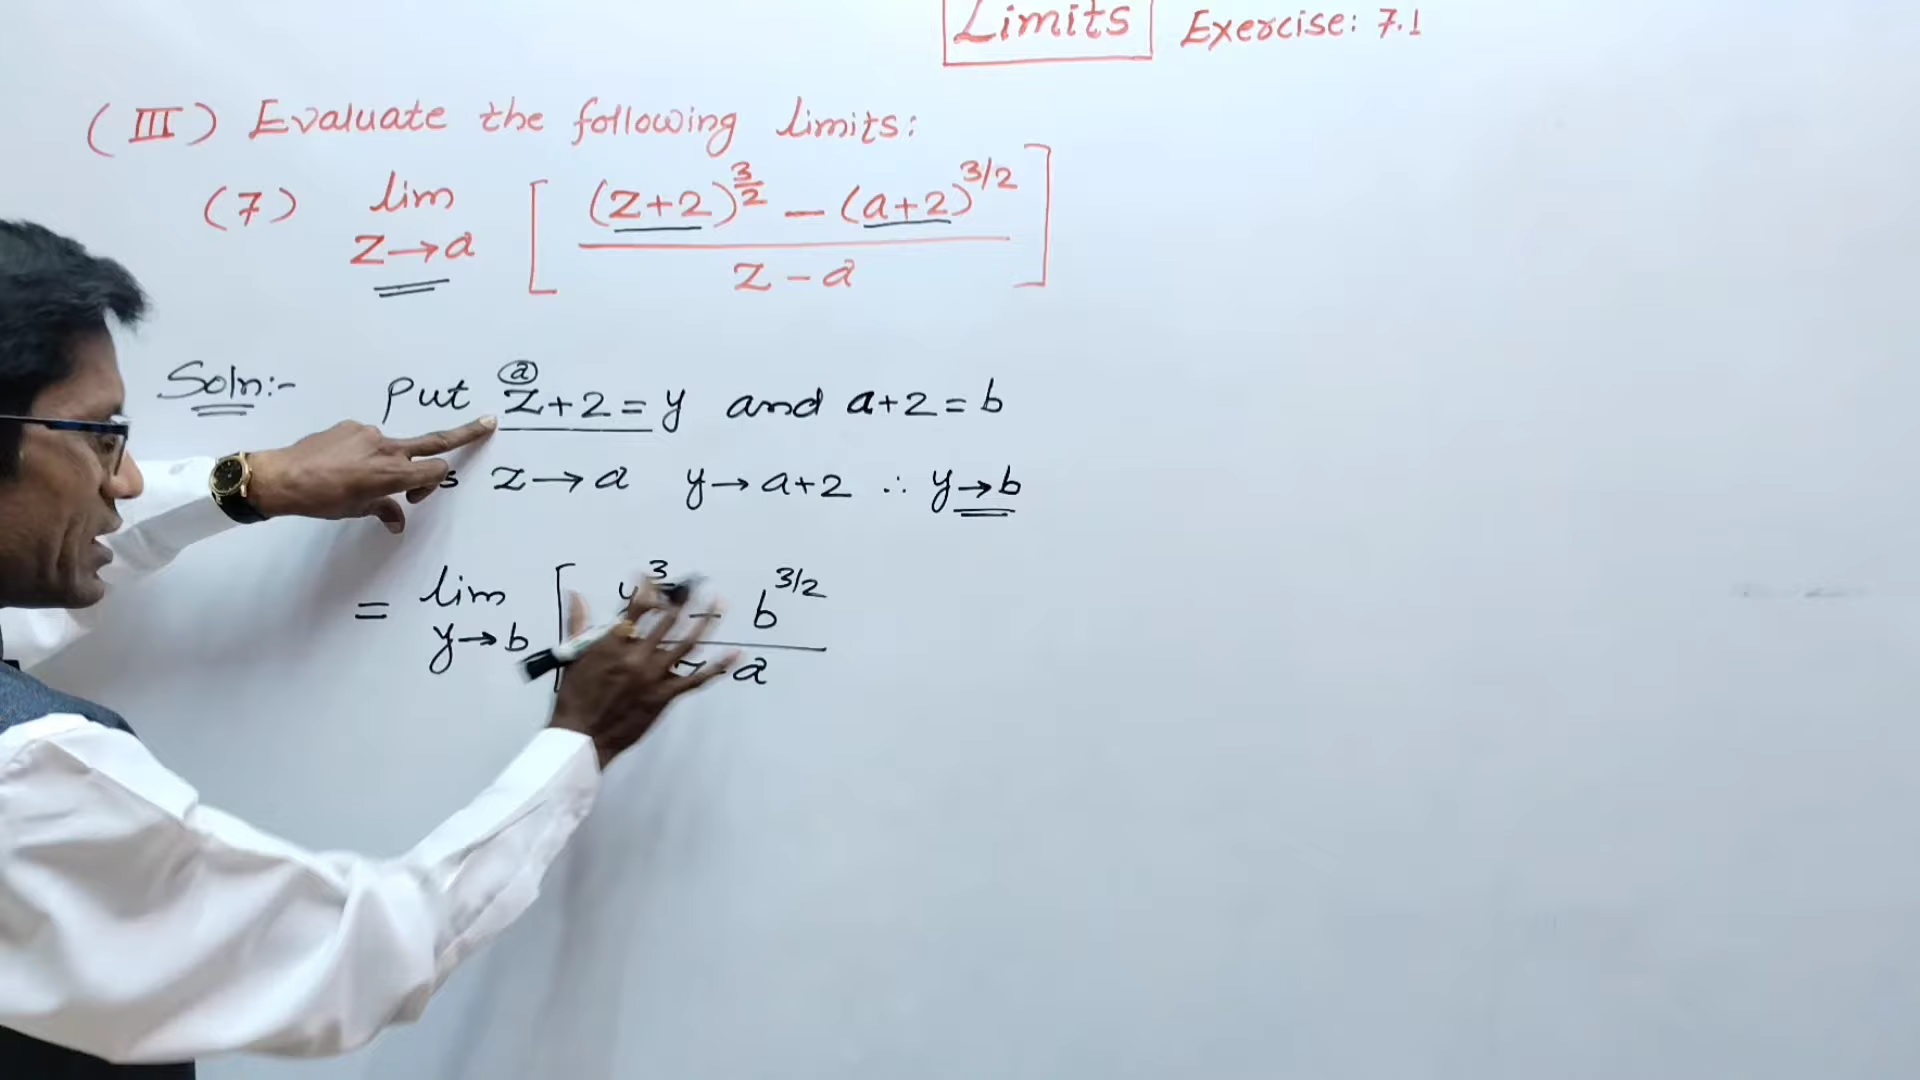 Limits Exercise: 7.1
(III) Evaluate the following limits:
(7) lim z→a [ (z+2)^3/2 − (a+2)^3/2 / z − a ]
Soln:- Put z+2 = y and a+2 = b
a
z → a y → a+2 ∴ y → b
= lim y→b [ y^3 − b^3/2 / z − a